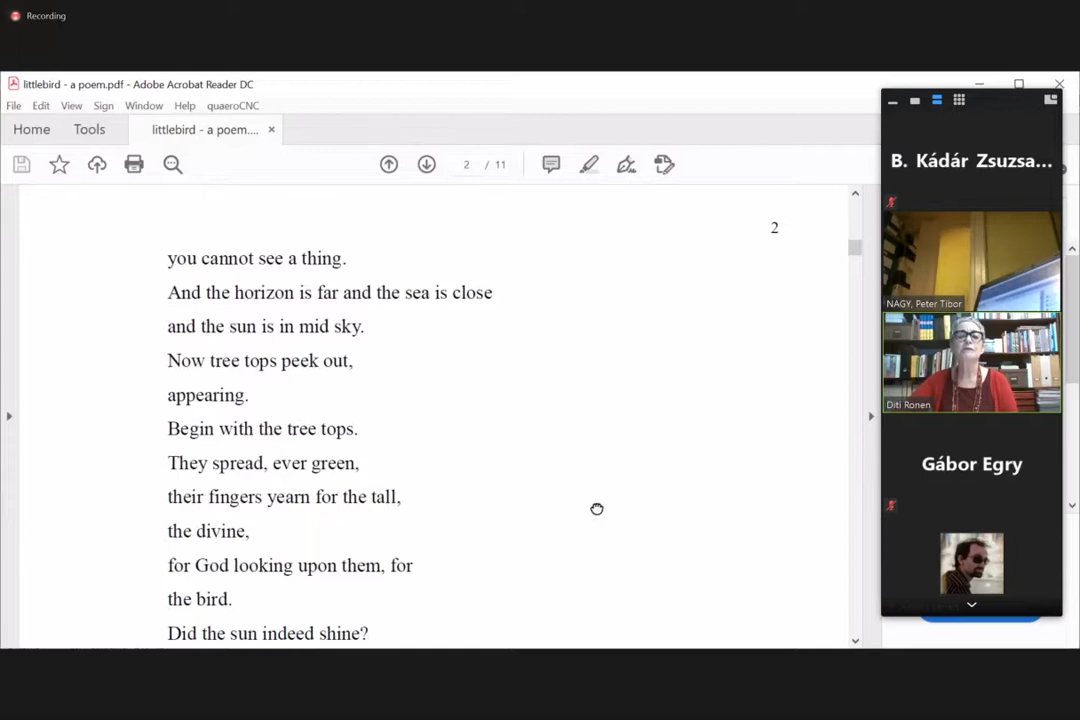 Recording
littlebird - a poem.pdf - Adobe Acrobat Reader DC
File Edit View Sign Window Help quaeroCNC
Home Tools littlebird - a poem....
2 / 11
2
you cannot see a thing.
And the horizon is far and the sea is close
and the sun is in mid sky.
Now tree tops peek out,
appearing.
Begin with the tree tops.
They spread, ever green,
their fingers yearn for the tall,
the divine,
for God looking upon them, for
the bird.
Did the sun indeed shine?
B. Kádár Zsuzsa...
NAGY, Peter Tibor
Diti Ronen
Gábor Egry